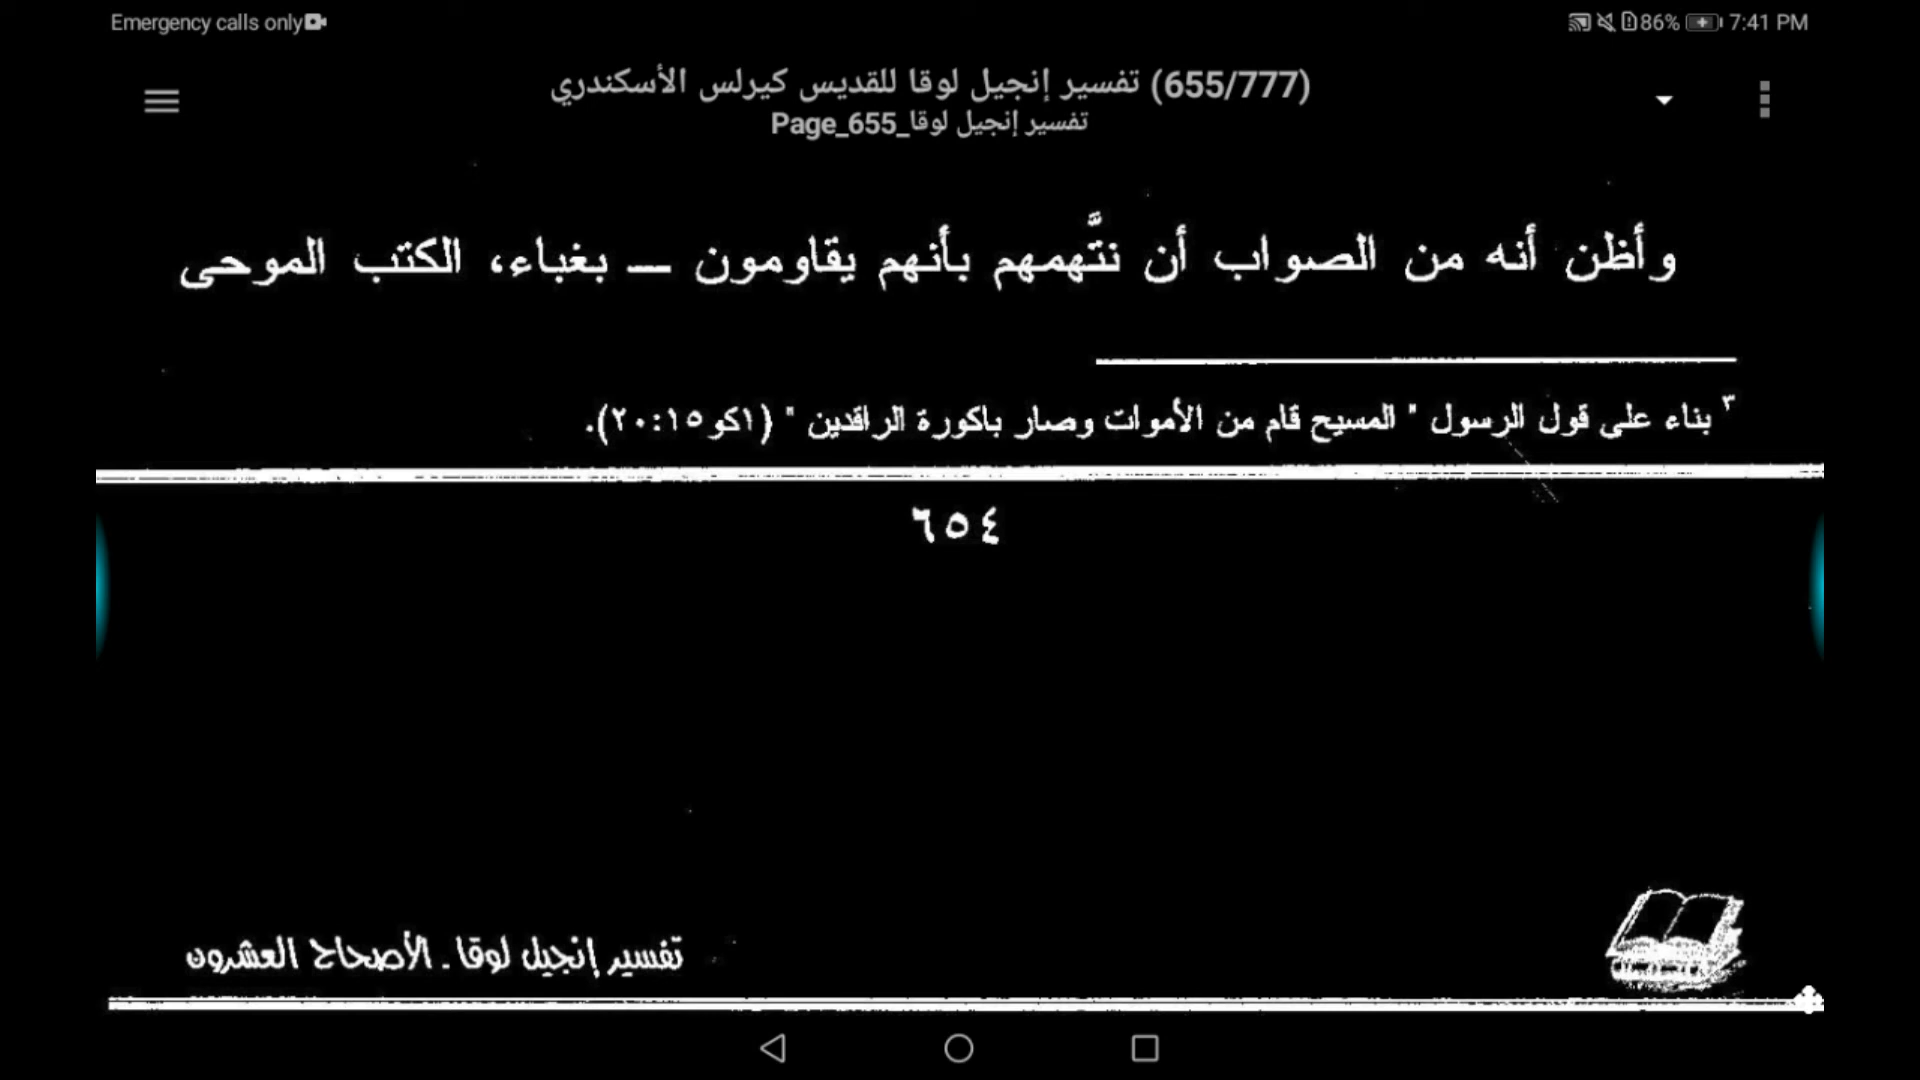 Emergency calls only
86% 7:41 PM
(655/777) تفسير إنجيل لوقا للقديس كيرلس الأسكندري
تفسير إنجيل لوقا_Page_655
وأظن أنه من الصواب أن نتَّهمهم بأنهم يقاومون ـــ بغباء، الكتب الموحى
٣ بناء على قول الرسول " المسيح قام من الأموات وصار باكورة الراقدين " (١كو١٥:٢٠).
٦٥٤
تفسير إنجيل لوقا ـ الأصحاح العشرون